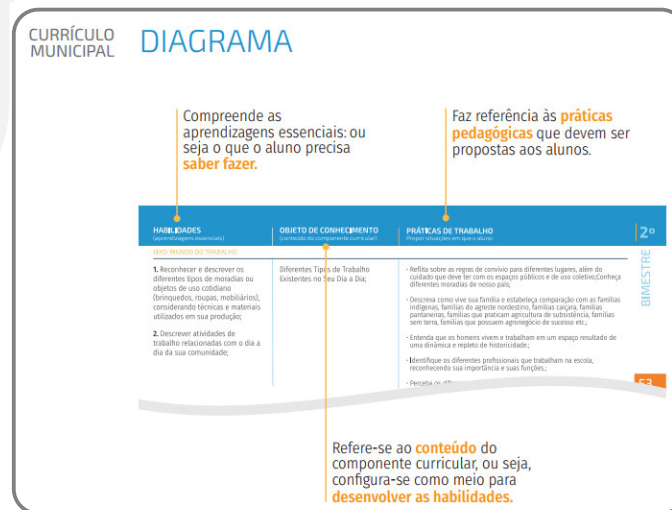 CURRÍCULO
MUNICIPAL
DIAGRAMA
Compreende as
aprendizagens essenciais: ou
seja o que o aluno precisa
saber fazer.
Faz referência às práticas
pedagógicas que devem ser
propostas aos alunos.
HABILIDADES
(aprendizagens essenciais)
OBJETO DE CONHECIMENTO
(conteúdo do componente curricular)
PRÁTICAS DE TRABALHO
Propor situações em que o aluno:
2º
BIMESTRE
EIXO: MUNDO DO TRABALHO
1. Reconhecer e descrever os
diferentes tipos de moradias ou
objetos de uso cotidiano
(brinquedos, roupas, mobiliários),
considerando técnicas e materiais
utilizados em sua produção;
2. Descrever atividades de
trabalho relacionadas com o dia a
dia da sua comunidade;
Diferentes Tipos de Trabalho
Existentes no Seu Dia a Dia;
- Reflita sobre as regras de convívio para diferentes lugares, além do
cuidado que deve ter com os espaços públicos e de uso coletivo;Conheça
diferentes moradias de nosso país;
- Descreva como vive sua família e estabeleça comparação com as famílias
indígenas, famílias do agreste nordestino, famílias caiçara, famílias
pantaneiras, famílias que praticam agricultura de subsistência, famílias
sem terra, famílias que possuem agronegócio de sucesso etc.;
- Entenda que os homens vivem e trabalham em um espaço resultado de
uma dinâmica e repleto de historicidade.;
- Identifique os diferentes profissionais que trabalham na escola,
reconhecendo sua importância e suas funções.;
- Perceba os
53
Refere-se ao conteúdo do
componente curricular, ou seja,
configura-se como meio para
desenvolver as habilidades.